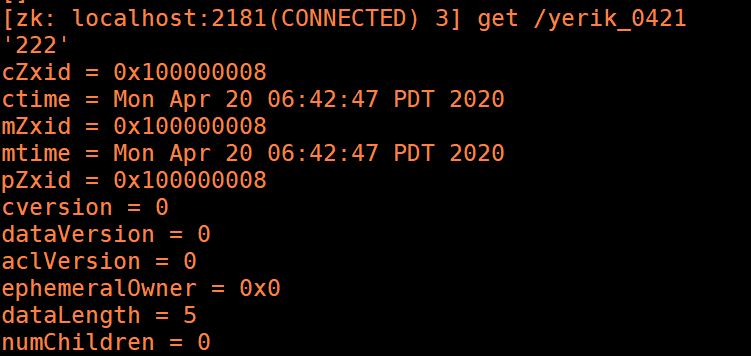 []
[zk: localhost:2181(CONNECTED) 3] get /yerik_0421
'222'
cZxid = 0x100000008
ctime = Mon Apr 20 06:42:47 PDT 2020
mZxid = 0x100000008
mtime = Mon Apr 20 06:42:47 PDT 2020
pZxid = 0x100000008
cversion = 0
dataVersion = 0
aclVersion = 0
ephemeralOwner = 0x0
dataLength = 5
numChildren = 0